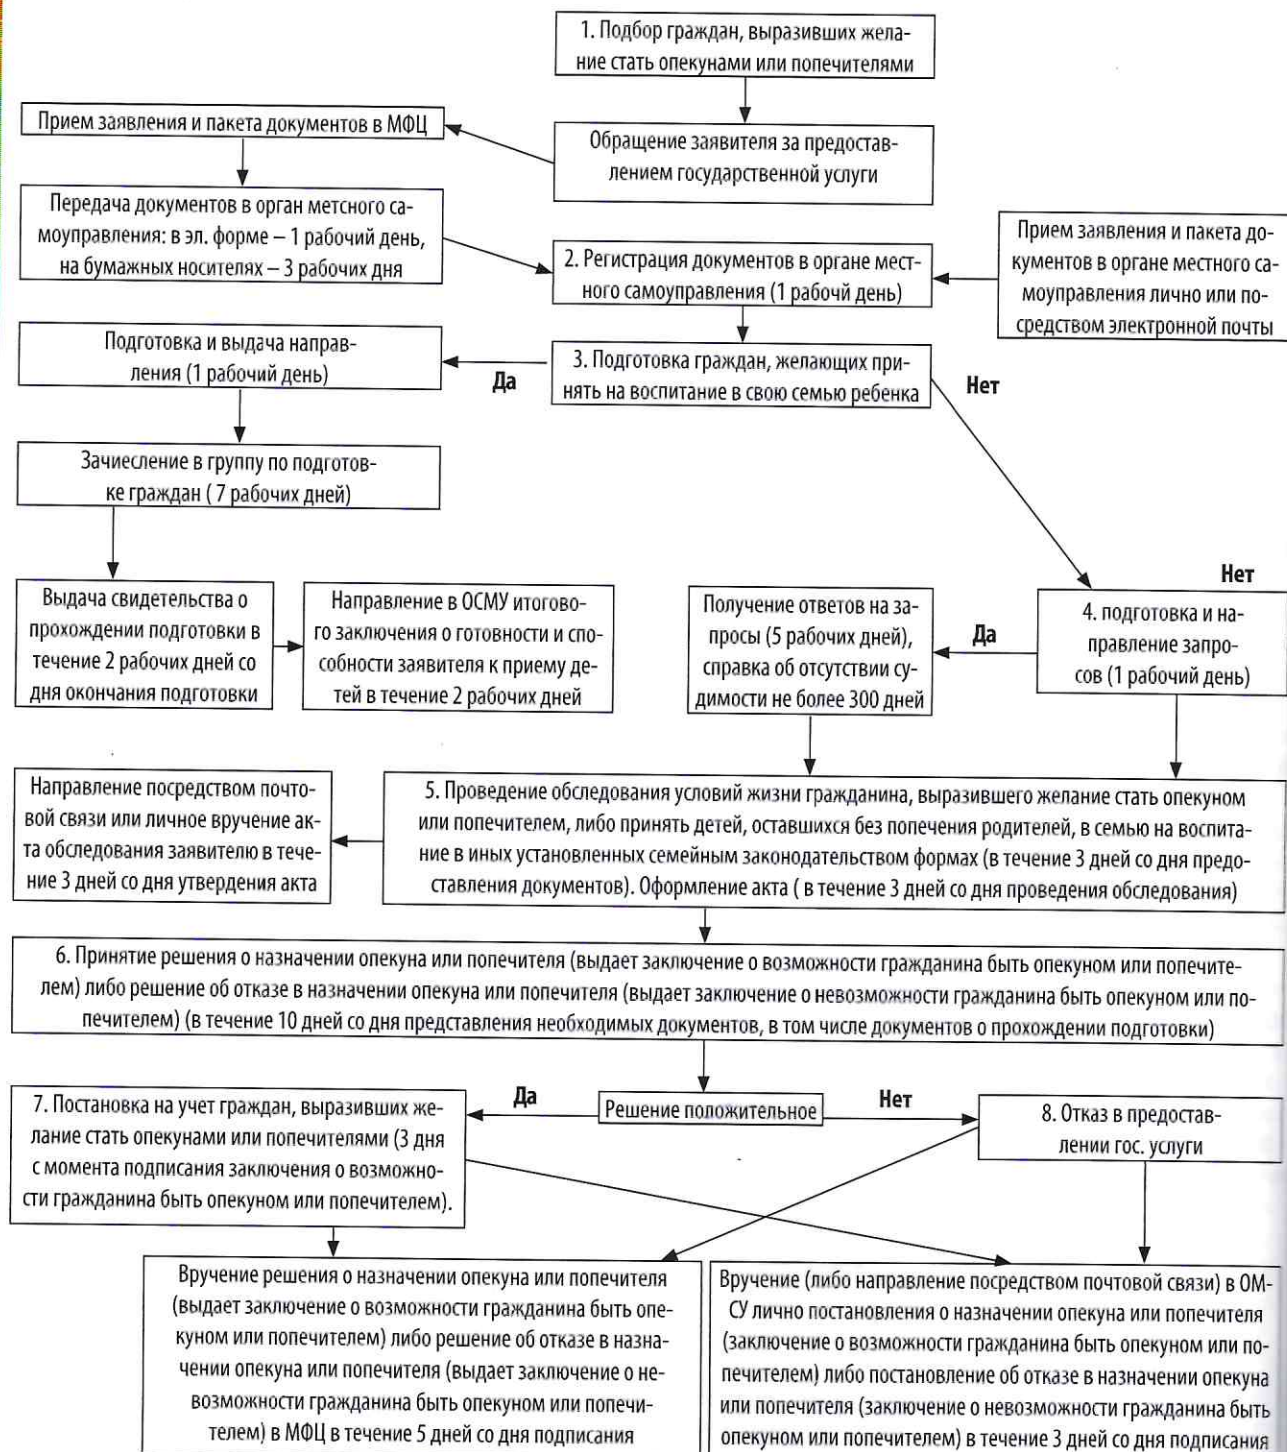 1. Подбор граждан, выразивших жела-
ние стать опекунами или попечителями
Прием заявления и пакета документов в МФЦ
Обращение заявителя за предостав-
лением государственной услуги
Передача документов в орган метсного са-
моуправления: в эл. форме – 1 рабочий день,
на бумажных носителях – 3 рабочих дня
2. Регистрация документов в органе мест-
ного самоуправления (1 рабочй день)
Прием заявления и пакета до-
кументов в органе местного са-
моуправления лично или по-
средством электронной почты
Подготовка и выдача направ-
ления (1 рабочий день)
Да
3. Подготовка граждан, желающих при-
нять на воспитание в свою семью ребенка
Нет
Зачиесление в группу по подготов-
ке граждан ( 7 рабочих дней)
Выдача свидетельства о
прохождении подготовки в
течение 2 рабочих дней со
дня окончания подготовки
Направление в ОСМУ итогово-
го заключения о готовности и спо-
собности заявителя к приему де-
тей в течение 2 рабочих дней
Получение ответов на за-
просы (5 рабочих дней),
справка об отсутствии су-
димости не более 300 дней
Да
Нет
4. подготовка и на-
правление запро-
сов (1 рабочий день)
Направление посредством почто-
вой связи или личное вручение ак-
та обследования заявителю в тече-
ние 3 дней со дня утвердения акта
5. Проведение обследования условий жизни гражданина, выразившего желание стать опекуном
или попечителем, либо принять детей, оставшихся без попечения родителей, в семью на воспита-
ние в иных установленных семейным законодательством формах (в течение 3 дней со дня предо-
ставления документов). Оформление акта ( в течение 3 дней со дня проведения обследования)
6. Принятие решения о назначении опекуна или попечителя (выдает заключение о возможности гражданина быть опекуном или попечите-
лем) либо решение об отказе в назначении опекуна или попечителя (выдает заключение о невозможности гражданина быть опекуном или по-
печителем) (в течение 10 дней со дня представления необходимых документов, в том числе документов о прохождении подготовки)
7. Постановка на учет граждан, выразивших же-
лание стать опекунами или попечителями (3 дня
с момента подписания заключения о возможно-
сти гражданина быть опекуном или попечителем).
Да
Решение положительное
Нет
8. Отказ в предостав-
лении гос. услуги
Вручение решения о назначении опекуна или попечителя
(выдает заключение о возможности гражданина быть опе-
куном или попечителем) либо решение об отказе в назна-
чении опекуна или попечителя (выдает заключение о не-
возможности гражданина быть опекуном или попечи-
телем) в МФЦ в течение 5 дней со дня подписания
Вручение (либо направление посредством почтовой связи) в ОМ-
СУ лично постановления о назначении опекуна или попечителя
(заключение о возможности гражданина быть опекуном или по-
печителем) либо постановление об отказе в назначении опекуна
или попечителя (заключение о невозможности гражданина быть
опекуном или попечителем) в течение 3 дней со дня подписания